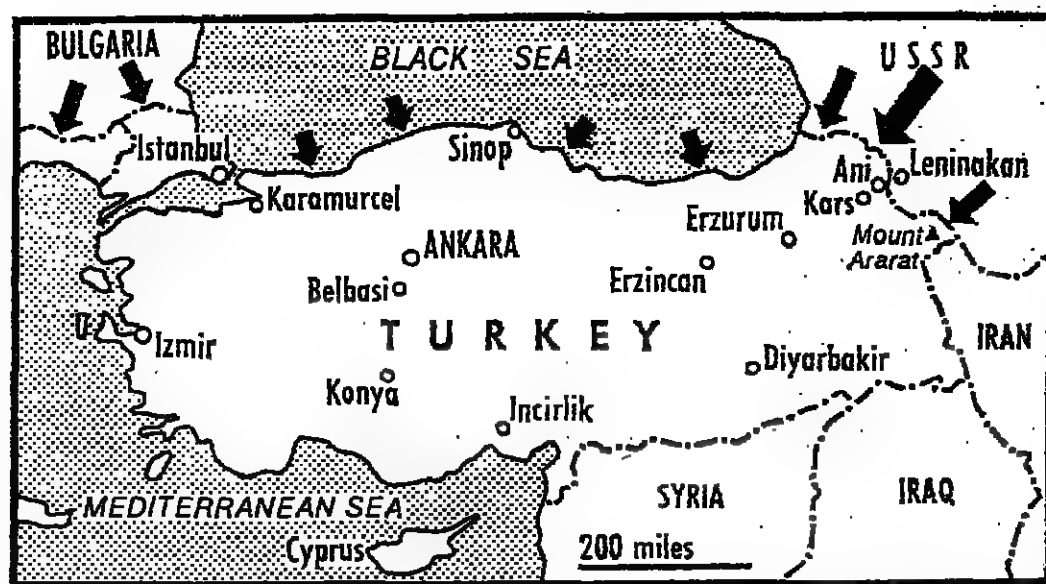 BULGARIA
BLACK SEA
USSR
Istanbul
Sinop
Ani
Leninakan
Karamurcel
Kars
Erzurum
Mount
Ararat
ANKARA
Erzincan
Belbasi
TURKEY
IRAN
Izmir
Diyarbakir
Konya
Incirlik
MEDITERRANEAN SEA
SYRIA
IRAQ
Cyprus
200 miles